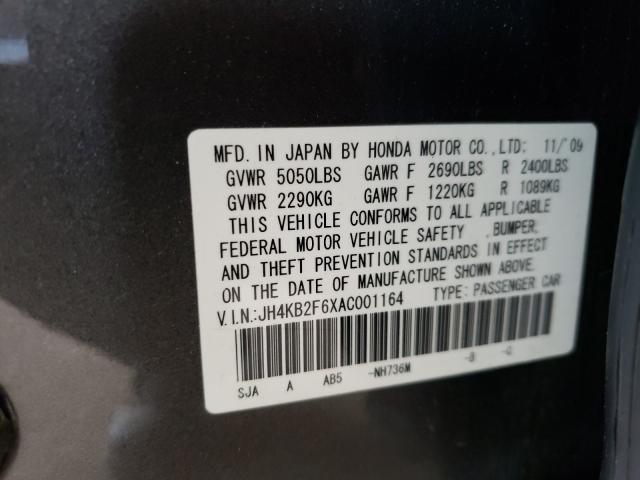 MFD. IN JAPAN BY HONDA MOTOR CO., LTD: 11/'09
GVWR 5050LBS GAWR F 2690LBS R 2400LBS
GVWR 2290KG GAWR F 1220KG R 1089KG
THIS VEHICLE CONFORMS TO ALL APPLICABLE
FEDERAL MOTOR VEHICLE SAFETY ,BUMPER,
AND THEFT PREVENTION STANDARDS IN EFFECT
ON THE DATE OF MANUFACTURE SHOWN ABOVE.
V.I.N.:JH4KB2F6XAC001164 TYPE: PASSENGER CAR
SJA A AB5 -NH736M -B -C